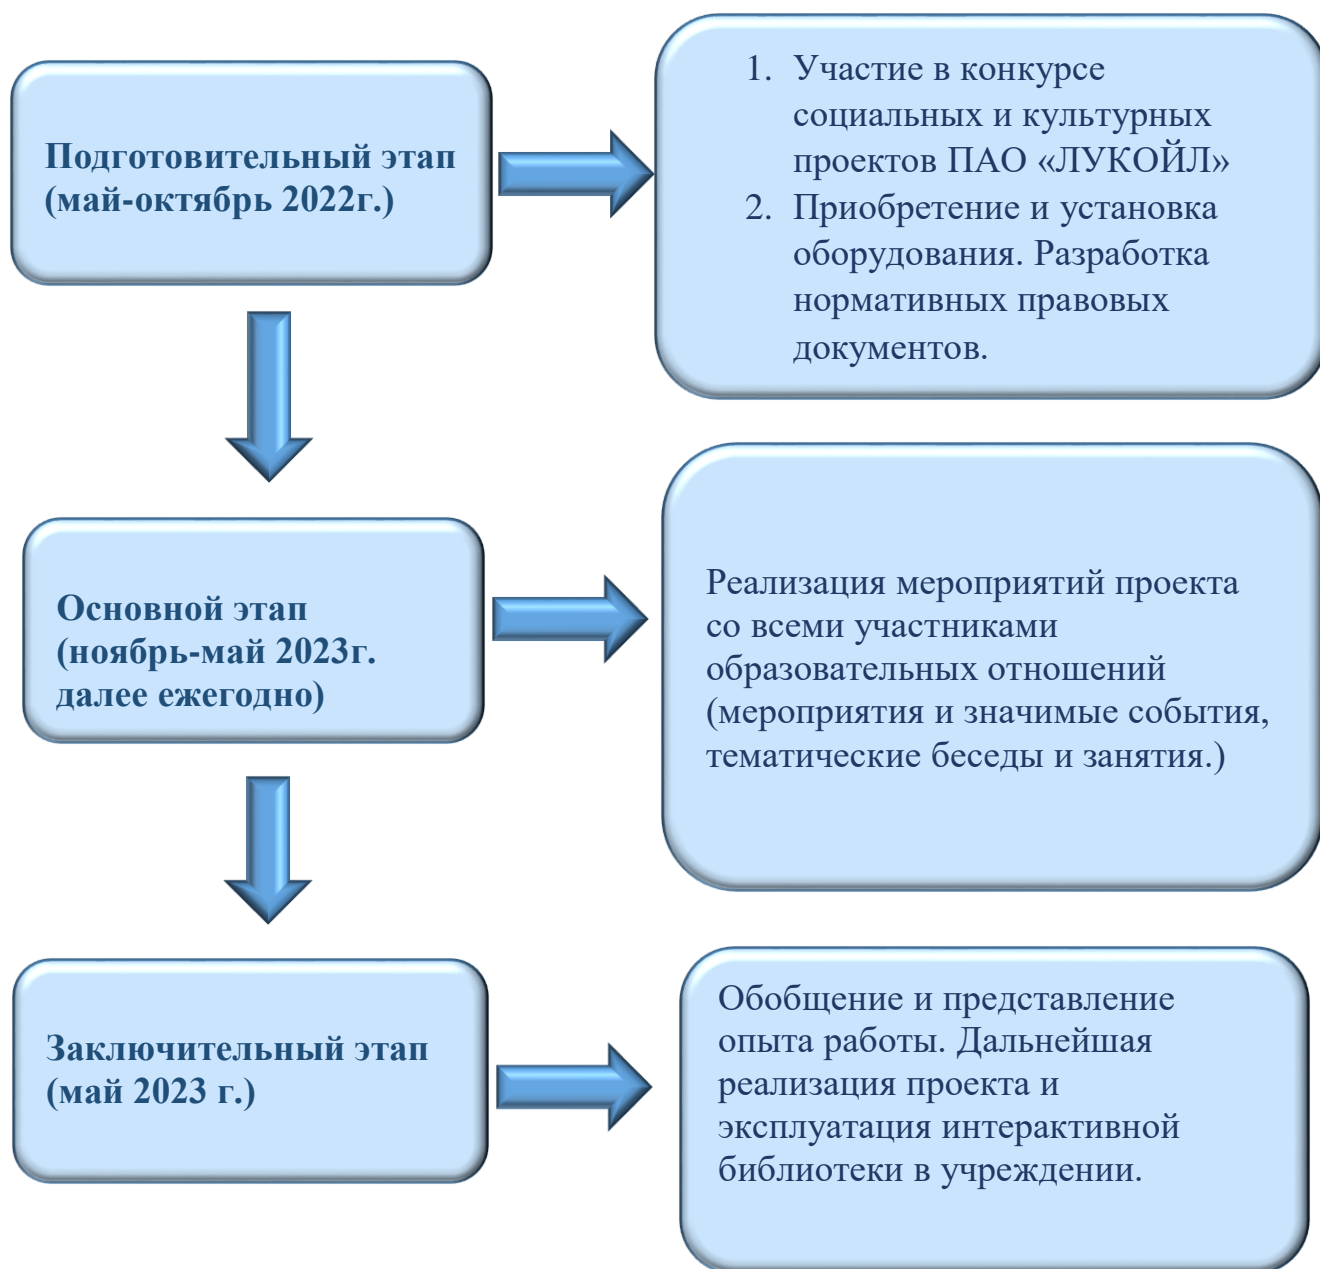 Подготовительный этап
(май-октябрь 2022г.)
1. Участие в конкурсе
социальных и культурных
проектов ПАО «ЛУКОЙЛ»
2. Приобретение и установка
оборудования. Разработка
нормативных правовых
документов.
Основной этап
(ноябрь-май 2023г.
далее ежегодно)
Реализация мероприятий проекта
со всеми участниками
образовательных отношений
(мероприятия и значимые события,
тематические беседы и занятия.)
Заключительный этап
(май 2023 г.)
Обобщение и представление
опыта работы. Дальнейшая
реализация проекта и
эксплуатация интерактивной
библиотеки в учреждении.